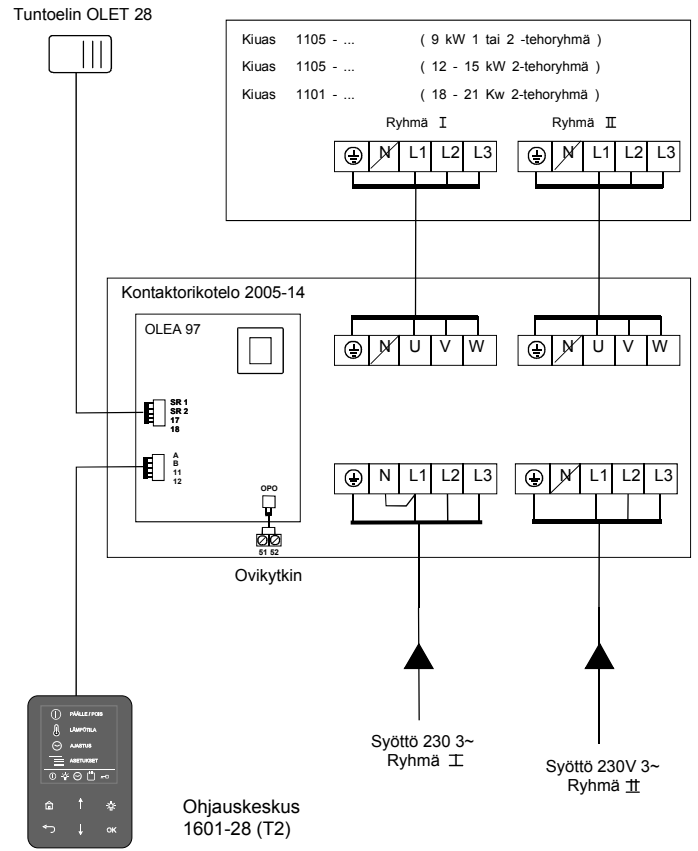 Tuntoelin OLET 28
Kiuas 1105 - ... ( 9 kW 1 tai 2 -tehoryhmä )
Kiuas 1105 - ... ( 12 - 15 kW 2-tehoryhmä )
Kiuas 1101 - ... ( 18 - 21 Kw 2-tehoryhmä )
Ryhmä I
Ryhmä II
N L1 L2 L3
N L1 L2 L3
Kontaktorikotelo 2005-14
OLEA 97
N U V W
N U V W
SR 1
SR 2
17
18
A
B
11
12
OPO
51 52
N L1 L2 L3
N L1 L2 L3
Ovikytkin
Syöttö 230 3~
Ryhmä I
Syöttö 230V 3~
Ryhmä II
PÄÄLLE / POIS
LÄMPÖTILA
AJASTUS
ASETUKSET
OK
Ohjauskeskus
1601-28 (T2)